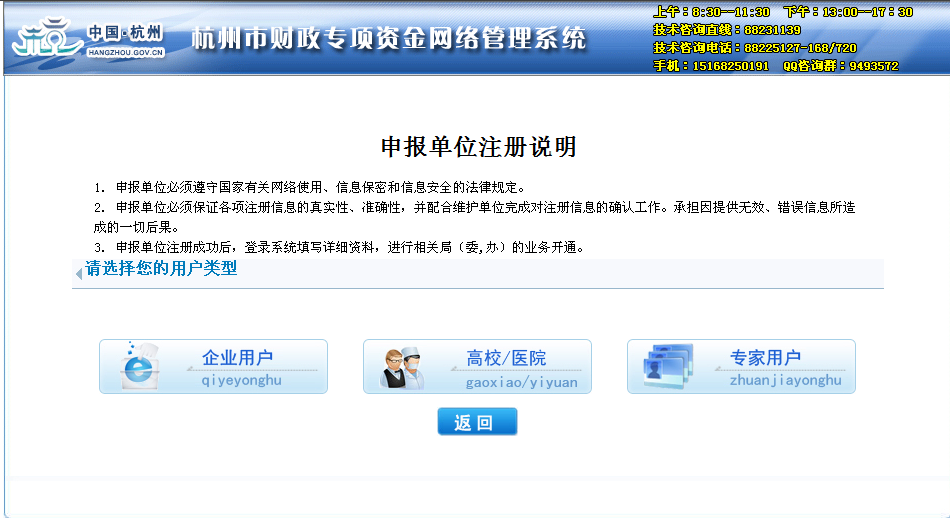 中国·杭州
HANGZHOU.GOV.CN
杭州市财政专项资金网络管理系统
上午：8:30--11:30 下午：13:00--17：30
技术咨询直线：88231139
技术咨询电话：88225127-168/720
手机：15168250191 QQ咨询群：9493572
申报单位注册说明
1. 申报单位必须遵守国家有关网络使用、信息保密和信息安全的法律规定。
2. 申报单位必须保证各项注册信息的真实性、准确性，并配合维护单位完成对注册信息的确认工作。承担因提供无效、错误信息所造
成的一切后果。
3. 申报单位注册成功后，登录系统填写详细资料，进行相关局（委,办）的业务开通。
请选择您的用户类型
企业用户
qiyeyonghu
高校/医院
gaoxiao/yiyuan
专家用户
zhuanjiayonghu
返回